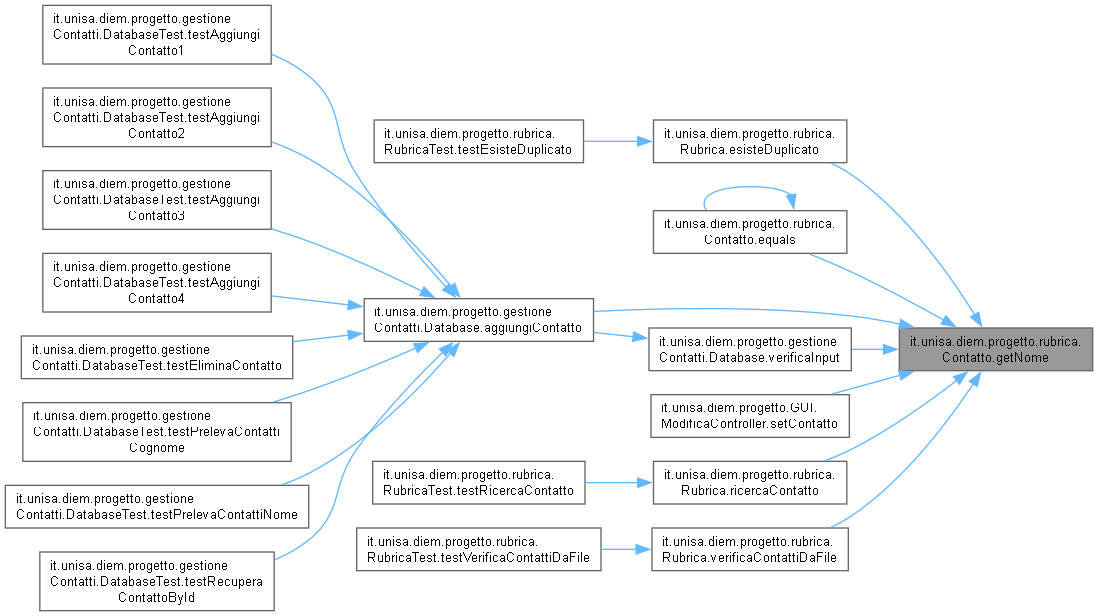 it.unisa.diem.progetto.gestione
Contatti.DatabaseTest.testAggiungi
Contatto1
it.unisa.diem.progetto.gestione
Contatti.DatabaseTest.testAggiungi
Contatto2
it.unisa.diem.progetto.gestione
Contatti.DatabaseTest.testAggiungi
Contatto3
it.unisa.diem.progetto.gestione
Contatti.DatabaseTest.testAggiungi
Contatto4
it.unisa.diem.progetto.gestione
Contatti.DatabaseTest.testEliminaContatto
it.unisa.diem.progetto.gestione
Contatti.DatabaseTest.testPrelevaContatti
Cognome
it.unisa.diem.progetto.gestione
Contatti.DatabaseTest.testPrelevaContattiNome
it.unisa.diem.progetto.gestione
Contatti.DatabaseTest.testRecupera
ContattoById
it.unisa.diem.progetto.rubrica.
RubricaTest.testEsisteDuplicato
it.unisa.diem.progetto.gestione
Contatti.Database.aggiungiContatto
it.unisa.diem.progetto.rubrica.
RubricaTest.testRicercaContatto
it.unisa.diem.progetto.rubrica.
RubricaTest.testVerificaContattiDaFile
it.unisa.diem.progetto.rubrica.
Rubrica.esisteDuplicato
it.unisa.diem.progetto.rubrica.
Contatto.equals
it.unisa.diem.progetto.gestione
Contatti.Database.verificaInput
it.unisa.diem.progetto.GUI.
ModificaController.setContatto
it.unisa.diem.progetto.rubrica.
Rubrica.ricercaContatto
it.unisa.diem.progetto.rubrica.
Rubrica.verificaContattiDaFile
it.unisa.diem.progetto.rubrica.
Contatto.getNome